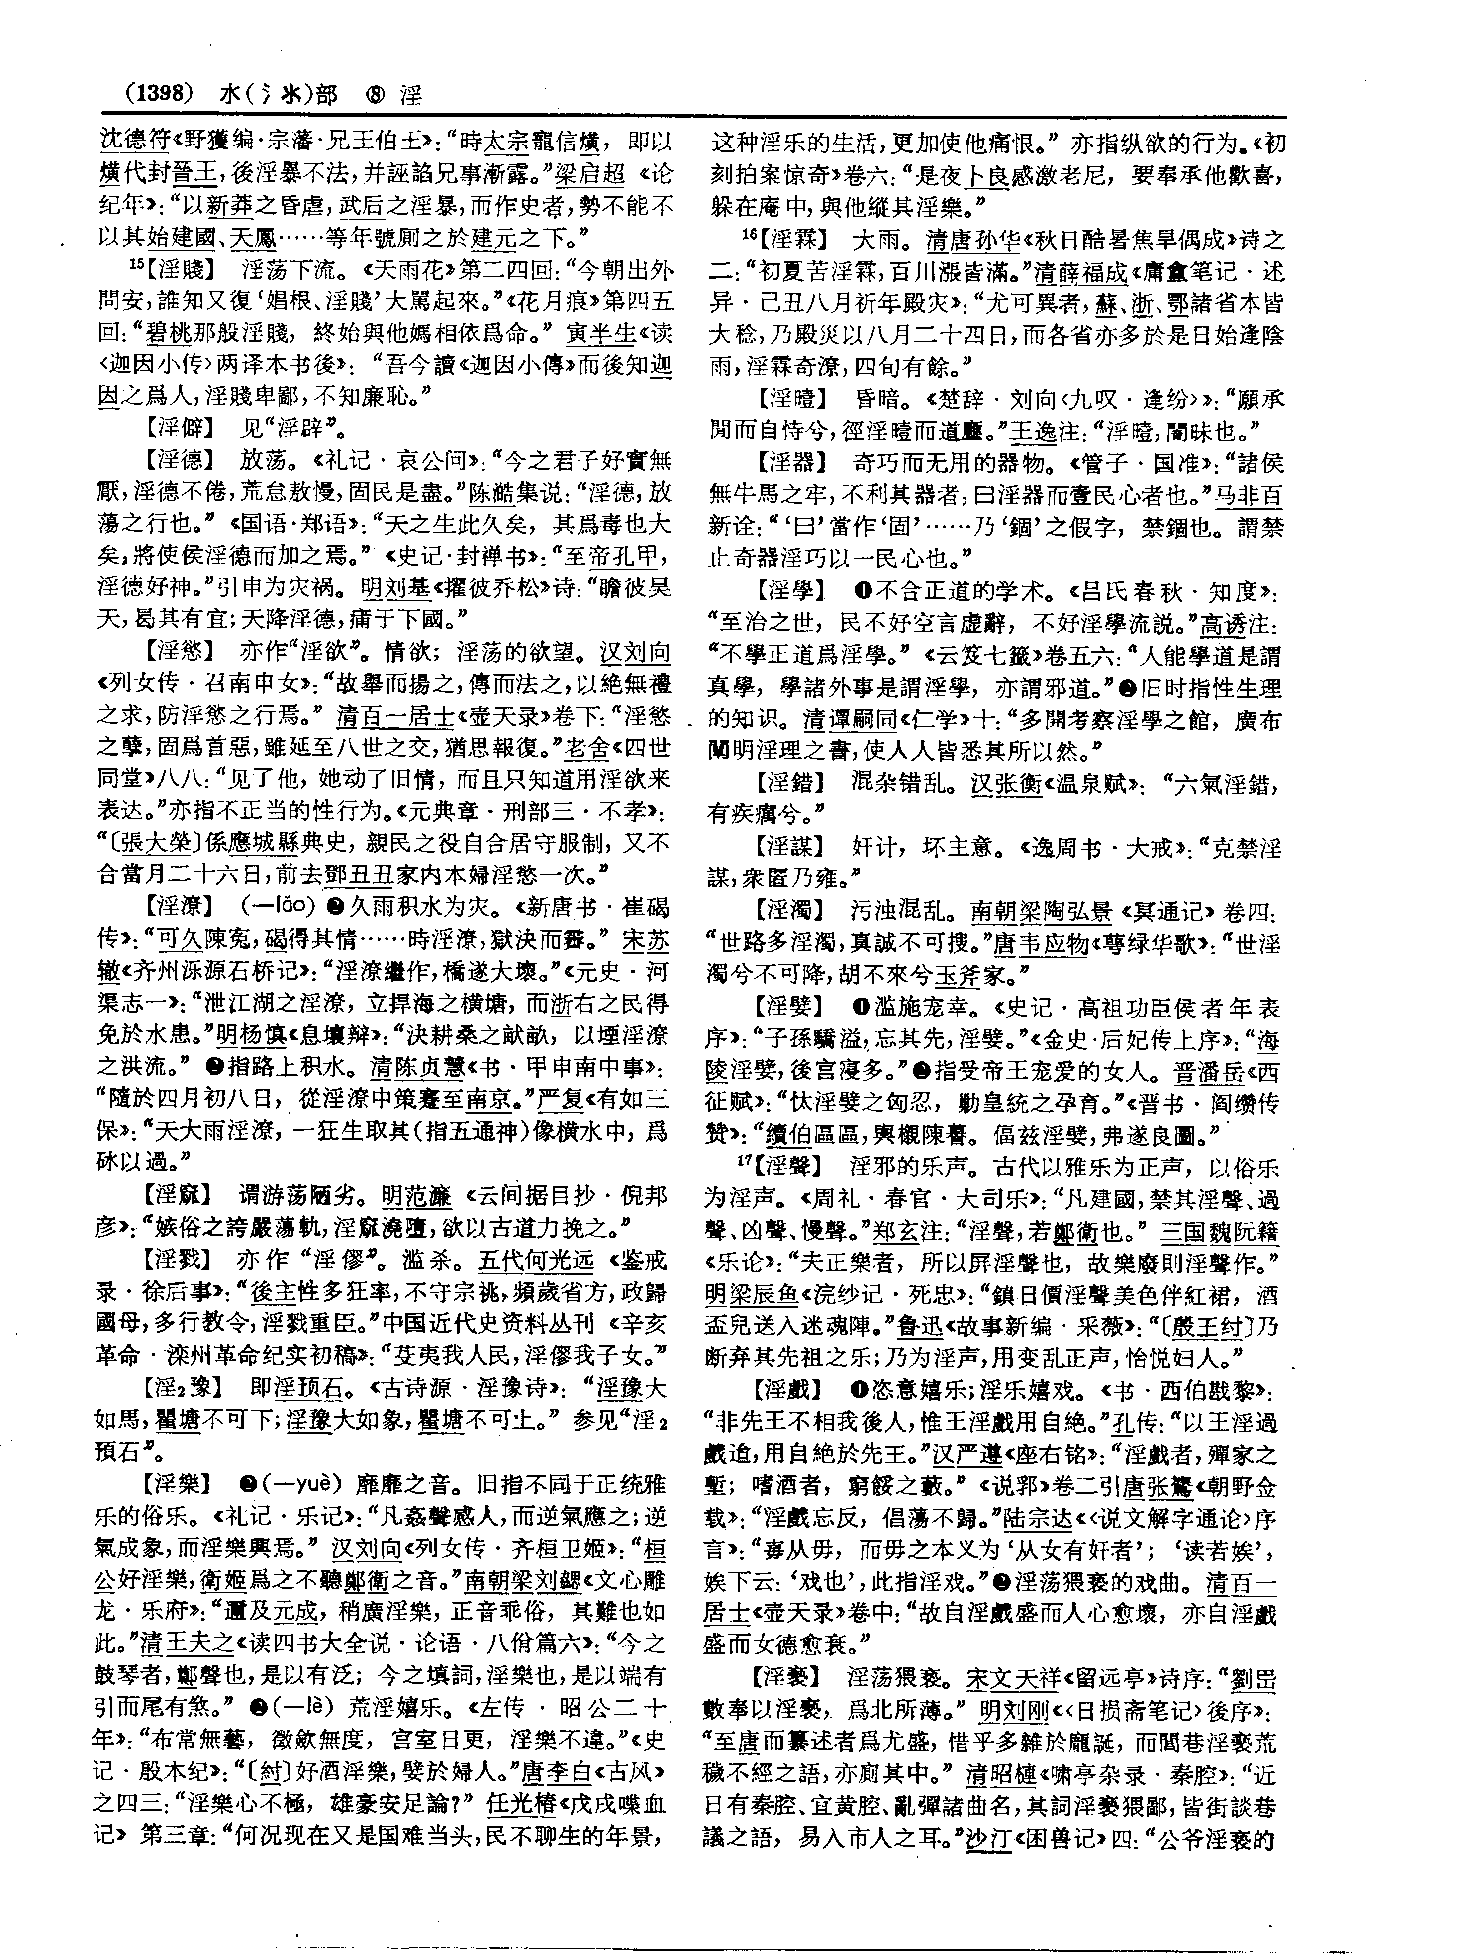 (1398) 水(氵氺)部 ⑧ 淫
沈德符《野獲编·宗藩·兄王伯王》:“時太宗寵信㸅，即以
㸅代封晉王，後淫暴不法，并誣諂兄事漸露。”梁启超《论
纪年》:“以新莽之昏虐，武后之淫暴，而作史者，勢不能不
以其始建國、天鳳……等年號厠之於建元之下。”
15【淫賤】 淫荡下流。《天雨花》第二四回:“今朝出外
問安，誰知又復‘娼根、淫賤’大駡起來。”《花月痕》第四五
回:“碧桃那般淫賤，終始與他媽相依爲命。” 寅半生《读
〈迦因小传〉两译本书後》:“吾今讀《迦因小傳》而後知迦
因之爲人，淫賤卑鄙，不知廉恥。”
【淫僻】 见“淫辟”。
【淫德】 放荡。《礼记·哀公问》:“今之君子好實無
厭，淫德不倦，荒怠敖慢，固民是盡。”陈澔集说:“淫德，放
蕩之行也。”《国语·郑语》:“天之生此久矣，其爲毒也大
矣，將使侯淫德而加之焉。”《史记·封禅书》:“至帝孔甲，
淫德好神。”引申为灾祸。明刘基《擢彼乔松》诗:“瞻彼昊
天，曷其有宜；天降淫德，痡于下國。”
【淫慾】 亦作“淫欲”。情欲；淫荡的欲望。汉刘向
《列女传·召南申女》:“故舉而揚之，傳而法之，以絶無禮
之求，防淫慾之行焉。” 清百一居士《壶天录》卷下:“淫慾
之孽，固爲首惡，雖延至八世之交，猶思報復。”老舍《四世
同堂》八八:“见了他，她动了旧情，而且只知道用淫欲来
表达。”亦指不正当的性行为。《元典章·刑部三·不孝》:
“〔張大榮〕係應城縣典史，親民之役自合居守服制，又不
合當月二十六日，前去鄧丑丑家内本婦淫慾一次。”
【淫潦】 (—lǎo) ❶久雨积水为灾。《新唐书·崔碣
传》:“可久陳冤，碣得其情……時淫潦，獄決而霽。” 宋苏
辙《齐州泺源石桥记》:“淫潦繼作，橋遂大壞。”《元史·河
渠志一》:“泄江湖之淫潦，立捍海之横塘，而浙右之民得
免於水患。”明杨慎《息壤辩》:“決耕桑之畎畝，以堙淫潦
之洪流。” ❷指路上积水。清陈贞慧《书·甲申南中事》:
“隨於四月初八日，從淫潦中策蹇至南京。”严复《有如三
保》:“天大雨淫潦，一狂生取其(指五通神)像横水中，爲
砅以過。”
【淫窳】 谓游荡陋劣。明范濂《云间据目抄·倪邦
彦》:“嫉俗之誇嚴蕩軌，淫窳澆薄，欲以古道力挽之。”
【淫戮】 亦作“淫僇”。滥杀。五代何光远《鉴戒
录·徐后事》:“後主性多狂率，不守宗祧，頻歲省方，政歸
國母，多行教令，淫戮重臣。”中国近代史资料丛刊《辛亥
革命·滦州革命纪实初稿》:“芟夷我人民，淫僇我子女。”
【淫₂豫】 即淫预石。《古诗源·淫豫诗》:“淫豫大
如馬，瞿塘不可下；淫豫大如象，瞿塘不可上。” 参见“淫₂
預石”。
【淫樂】 ❶(—yuè) 靡靡之音。旧指不同于正统雅
乐的俗乐。《礼记·乐记》:“凡姦聲感人，而逆氣應之；逆
氣成象，而淫樂興焉。” 汉刘向《列女传·齐桓卫姬》:“桓
公好淫樂，衛姬爲之不聽鄭衛之音。”南朝梁刘勰《文心雕
龙·乐府》:“邇及元成，稍廣淫樂，正音乖俗，其難也如
此。”清王夫之《读四书大全说·论语·八佾篇六》:“今之
鼓琴者，鄭聲也，是以有泛；今之填詞，淫樂也，是以端有
引而尾有煞。” ❷(—lè) 荒淫嬉乐。《左传·昭公二十
年》:“布常無藝，徵斂無度，宫室日更，淫樂不違。”《史
记·殷本纪》:“〔紂〕好酒淫樂，嬖於婦人。”唐李白《古风》
之四三:“淫樂心不極，雄豪安足論?” 任光椿《戊戌喋血
记》第三章:“何况现在又是国难当头，民不聊生的年景，
这种淫乐的生活，更加使他痛恨。” 亦指纵欲的行为。《初
刻拍案惊奇》卷六:“是夜卜良感激老尼，要奉承他歡喜，
躲在庵中，與他縱其淫樂。”
16【淫霖】 大雨。清唐孙华《秋日酷暑焦旱偶成》诗之
二:“初夏苦淫霖，百川漲皆滿。”清薛福成《庸盦笔记·述
异·己丑八月祈年殿灾》:“尤可異者，蘇、浙、鄂諸省本皆
大稔，乃殿災以八月二十四日，而各省亦多於是日始逢陰
雨，淫霖奇潦，四旬有餘。”
【淫曀】 昏暗。《楚辞·刘向〈九叹·逢纷〉》:“願承
閒而自恃兮，徑淫曀而道廱。”王逸注:“淫曀，闇昧也。”
【淫器】 奇巧而无用的器物。《管子·国准》:“諸侯
無牛馬之牢，不利其器者，曰淫器而壹民心者也。”马非百
新诠:“‘曰’當作‘固’……乃‘錮’之假字，禁錮也。謂禁
止奇器淫巧以一民心也。”
【淫學】 ❶不合正道的学术。《吕氏春秋·知度》:
“至治之世，民不好空言虚辭，不好淫學流説。”高诱注:
“不學正道爲淫學。”《云笈七籤》卷五六:“人能學道是謂
真學，學諸外事是謂淫學，亦謂邪道。”❷旧时指性生理
的知识。清谭嗣同《仁学》十:“多開考察淫學之館，廣布
闡明淫理之書，使人人皆悉其所以然。”
【淫錯】 混杂错乱。汉张衡《温泉赋》:“六氣淫錯，
有疾癘兮。”
【淫謀】 奸计，坏主意。《逸周书·大戒》:“克禁淫
謀，衆匿乃雍。”
【淫濁】 污浊混乱。南朝梁陶弘景《冥通记》卷四:
“世路多淫濁，真誠不可搜。”唐韦应物《萼绿华歌》:“世淫
濁兮不可降，胡不來兮玉斧家。”
【淫嬖】 ❶滥施宠幸。《史记·高祖功臣侯者年表
序》:“子孫驕溢，忘其先，淫嬖。”《金史·后妃传上序》:“海
陵淫嬖，後宫寖多。”❷指受帝王宠爱的女人。晋潘岳《西
征赋》:“忲淫嬖之匈忍，勦皇統之孕育。”《晋书·阎缵传
赞》:“續伯區區，輿櫬陳謩。偪兹淫嬖，弗遂良圖。”
17【淫聲】 淫邪的乐声。古代以雅乐为正声，以俗乐
为淫声。《周礼·春官·大司乐》:“凡建國，禁其淫聲、過
聲、凶聲、慢聲。”郑玄注:“淫聲，若鄭衛也。” 三国魏阮籍
《乐论》:“夫正樂者，所以屏淫聲也，故樂廢則淫聲作。”
明梁辰鱼《浣纱记·死忠》:“鎮日價淫聲美色伴紅裙，酒
盃兒送入迷魂陣。”鲁迅《故事新编·采薇》:“〔殷王纣〕乃
断弃其先祖之乐；乃为淫声，用变乱正声，怡悦妇人。”
【淫戲】 ❶恣意嬉乐；淫乐嬉戏。《书·西伯戡黎》:
“非先王不相我後人，惟王淫戲用自絶。”孔传:“以王淫過
戲逸，用自絶於先王。”汉严遵《座右铭》:“淫戲者，殫家之
塹；嗜酒者，窮餒之藪。”《说郛》卷二引唐张鷟《朝野佥
载》:“淫戲忘反，倡蕩不歸。”陆宗达《〈说文解字通论〉序
言》:“毐从毋，而毋之本义为‘从女有奸者’；‘读若娭’，
娭下云:‘戏也’，此指淫戏。”❷淫荡猥亵的戏曲。清百一
居士《壶天录》卷中:“故自淫戲盛而人心愈壞，亦自淫戲
盛而女德愈衰。”
【淫褻】 淫荡猥亵。宋文天祥《留远亭》诗序:“劉岊
數奉以淫褻，爲北所薄。” 明刘刚《〈日损斋笔记〉後序》:
“至唐而纂述者爲尤盛，惜乎多雜於龐誕，而閭巷淫褻荒
穢不經之語，亦廁其中。” 清昭梿《啸亭杂录·秦腔》:“近
日有秦腔、宜黄腔、亂彈諸曲名，其詞淫褻猥鄙，皆街談巷
議之語，易入市人之耳。”沙汀《困兽记》四:“公爷淫亵的